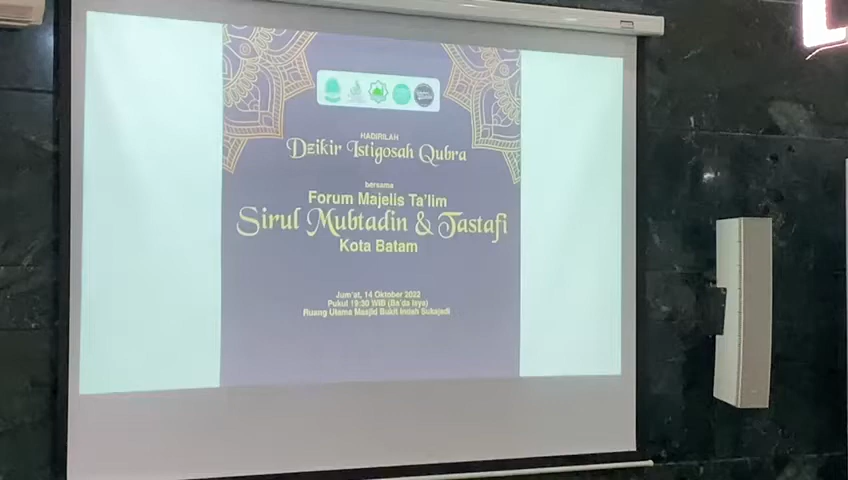 HADIRILAH
Dzikir Istigosah Qubra
bersama
Forum Majelis Ta'lim
Sirul Mubtadin & Tastafi
Kota Batam
Jum'at, 14 Oktober 2022
Pukul 19:30 WIB (Ba'da Isya)
Ruang Utama Masjid Bukit Indah Sukajadi